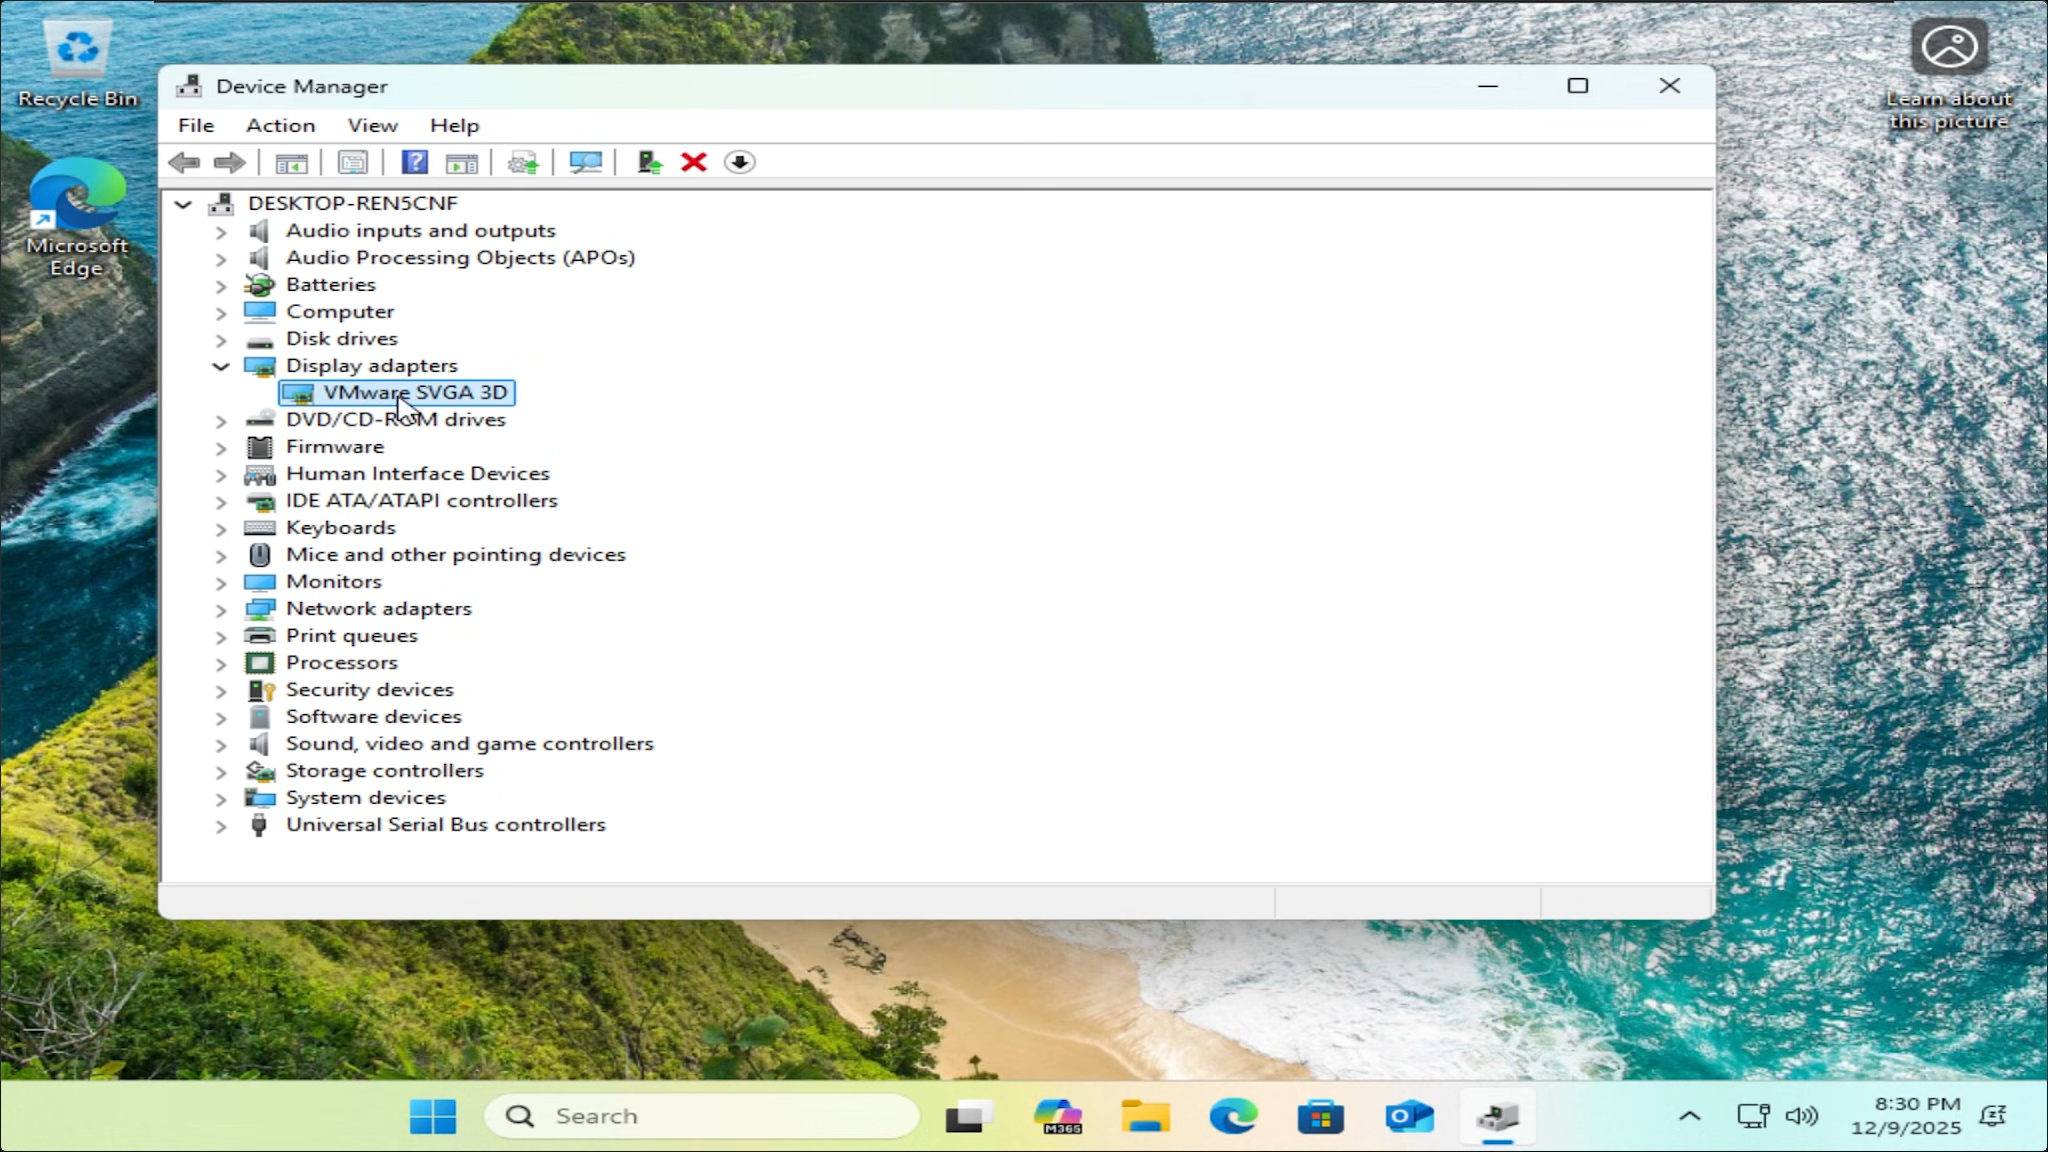 Recycle Bin
Microsoft
Edge
Learn about
this picture
Device Manager
File Action View Help
DESKTOP-REN5CNF
Audio inputs and outputs
Audio Processing Objects (APOs)
Batteries
Computer
Disk drives
Display adapters
VMware SVGA 3D
DVD/CD-ROM drives
Firmware
Human Interface Devices
IDE ATA/ATAPI controllers
Keyboards
Mice and other pointing devices
Monitors
Network adapters
Print queues
Processors
Security devices
Software devices
Sound, video and game controllers
Storage controllers
System devices
Universal Serial Bus controllers
Search
M365
8:30 PM
12/9/2025